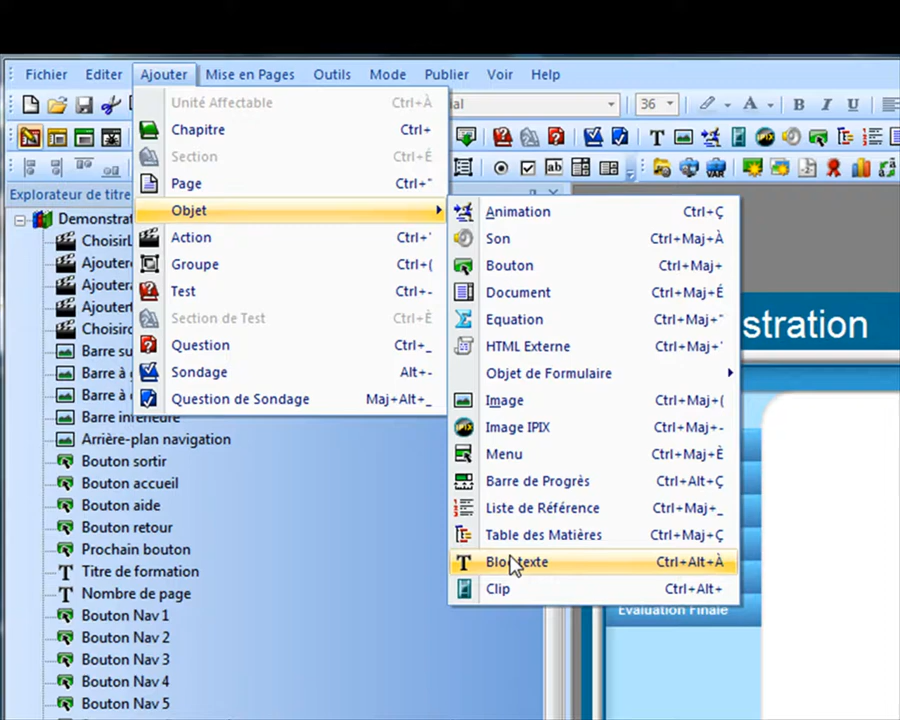 Fichier Editer Ajouter Mise en Pages Outils Mode Publier Voir Help
36
B I U
Explorateur de titre
Unité Affectable Ctrl+À
Chapitre Ctrl+
Section Ctrl+É
Page Ctrl+"
Objet
Action Ctrl+'
Groupe Ctrl+(
Test Ctrl+-
Section de Test Ctrl+È
Question Ctrl+_
Sondage Alt+-
Question de Sondage Maj+Alt+_
Animation Ctrl+Ç
Son Ctrl+Maj+À
Bouton Ctrl+Maj+
Document Ctrl+Maj+É
Equation Ctrl+Maj+"
HTML Externe Ctrl+Maj+'
Objet de Formulaire
Image Ctrl+Maj+(
Image IPIX Ctrl+Maj+-
Menu Ctrl+Maj+È
Barre de Progrès Ctrl+Alt+Ç
Liste de Référence Ctrl+Maj+_
Table des Matières Ctrl+Maj+Ç
Bloc texte Ctrl+Alt+À
Clip Ctrl+Alt+
Barre inférieure
Arrière-plan navigation
Bouton sortir
Bouton accueil
Bouton aide
Bouton retour
Prochain bouton
Titre de formation
Nombre de page
Bouton Nav 1
Bouton Nav 2
Bouton Nav 3
Bouton Nav 4
Bouton Nav 5
stration
Evaluation Finale